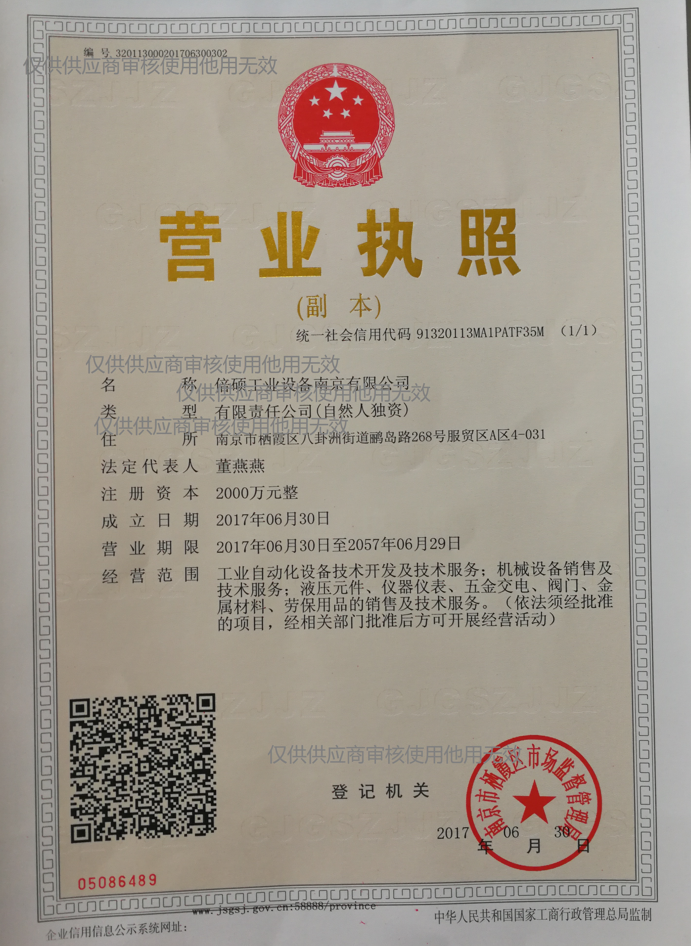 编 号 320113000201706300302
仅供供应商审核使用他用无效
营业执照
(副 本)
统一社会信用代码 91320113MA1PATF35M (1/1)
仅供供应商审核使用他用无效
名 称 倍硕工业设备南京有限公司
仅供供应商审核使用他用无效
类 型 有限责任公司(自然人独资)
仅供供应商审核使用他用无效
住 所 南京市栖霞区八卦洲街道鹂岛路268号服贸区A区4-031
法定代表人 董燕燕
注册资本 2000万元整
成立日期 2017年06月30日
营业期限 2017年06月30日至2057年06月29日
经营范围 工业自动化设备技术开发及技术服务；机械设备销售及
技术服务；液压元件、仪器仪表、五金交电、阀门、金
属材料、劳保用品的销售及技术服务。（依法须经批准
的项目，经相关部门批准后方可开展经营活动）
仅供供应商审核使用他用无效
南京市栖霞区市场监督管理局
登记机关
2017 年 06 月 30 日
05086489
www.jsgsj.gov.cn:58888/province
企业信用信息公示系统网址：
中华人民共和国国家工商行政管理总局监制